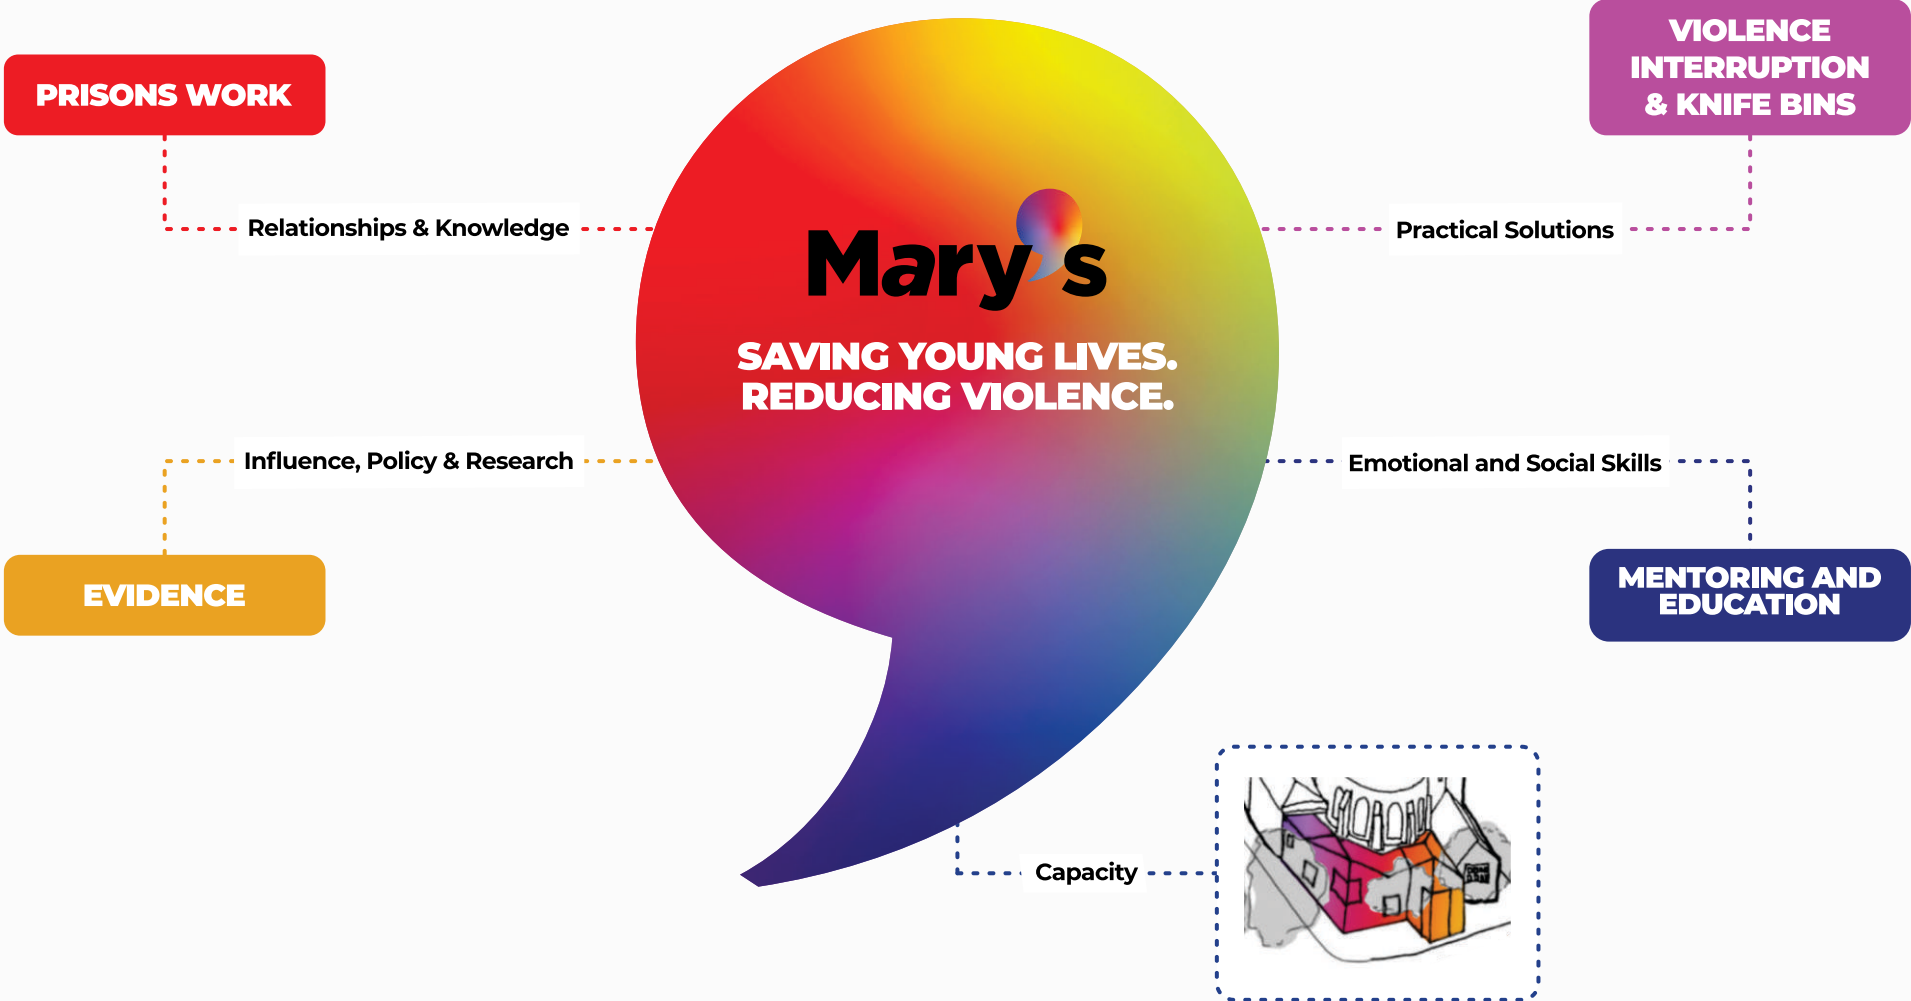 PRISONS WORK
Relationships & Knowledge
VIOLENCE
INTERRUPTION
& KNIFE BINS
Practical Solutions
Mary's
SAVING YOUNG LIVES.
REDUCING VIOLENCE.
Influence, Policy & Research
EVIDENCE
Emotional and Social Skills
MENTORING AND
EDUCATION
Capacity